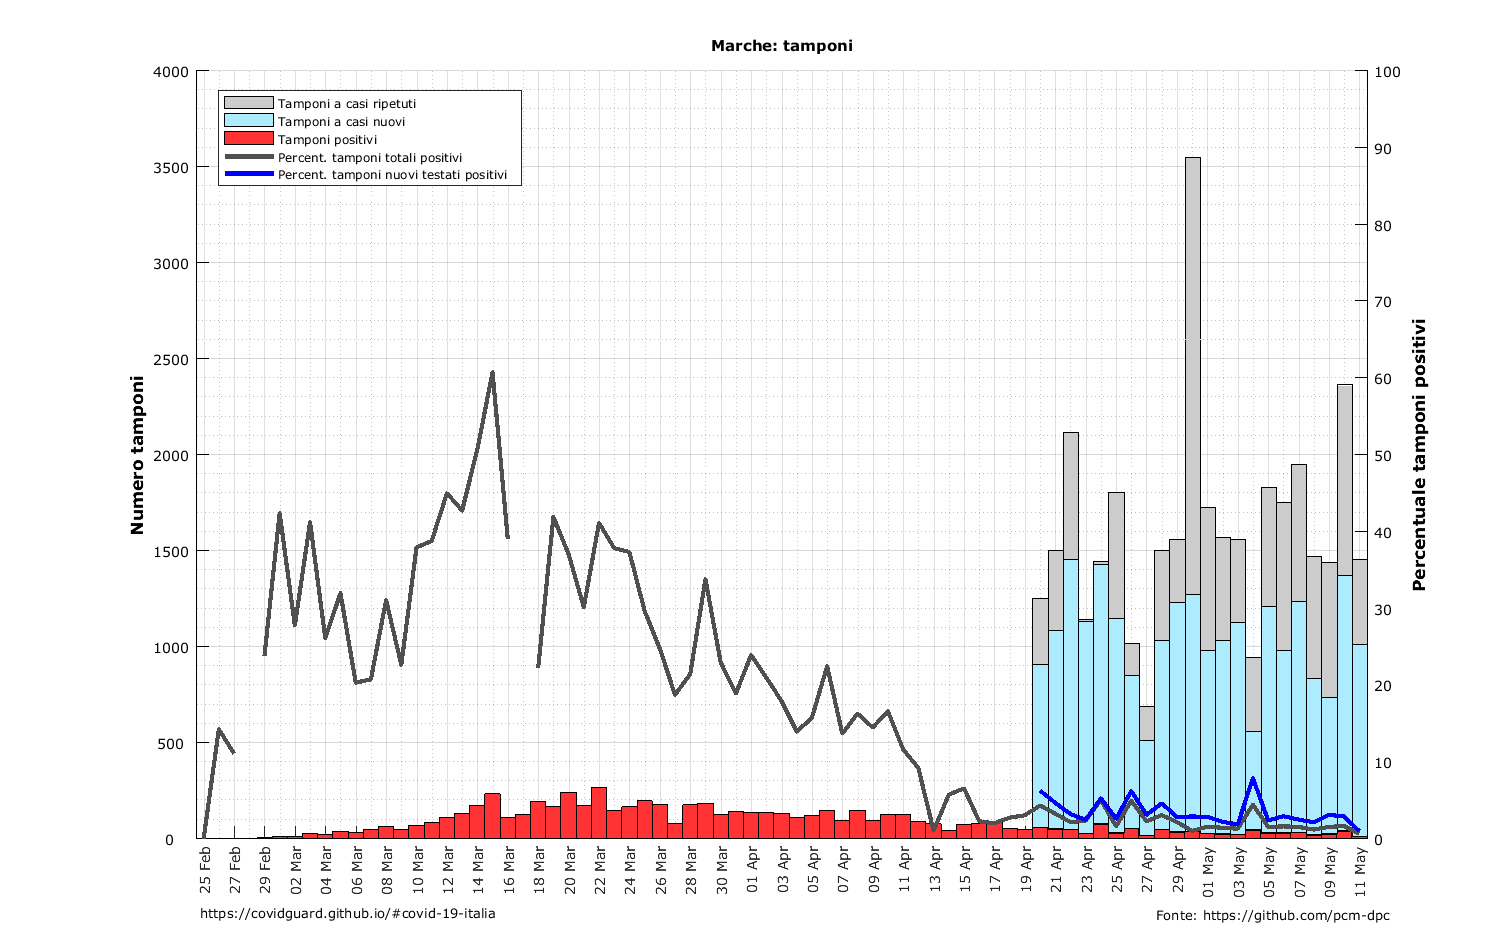 Marche: tamponi
Tamponi a casi ripetuti
Tamponi a casi nuovi
Tamponi positivi
Percent. tamponi totali positivi
Percent. tamponi nuovi testati positivi
Numero tamponi
4000
3500
3000
2500
2000
1500
1000
500
0
100
90
80
70
60
50
40
30
20
10
0
Percentuale tamponi positivi
25 Feb
27 Feb
29 Feb
02 Mar
04 Mar
06 Mar
08 Mar
10 Mar
12 Mar
14 Mar
16 Mar
18 Mar
20 Mar
22 Mar
24 Mar
26 Mar
28 Mar
30 Mar
01 Apr
03 Apr
05 Apr
07 Apr
09 Apr
11 Apr
13 Apr
15 Apr
17 Apr
19 Apr
21 Apr
23 Apr
25 Apr
27 Apr
29 Apr
01 May
03 May
05 May
07 May
09 May
11 May
https://covidguard.github.io/#covid-19-italia
Fonte: https://github.com/pcm-dpc